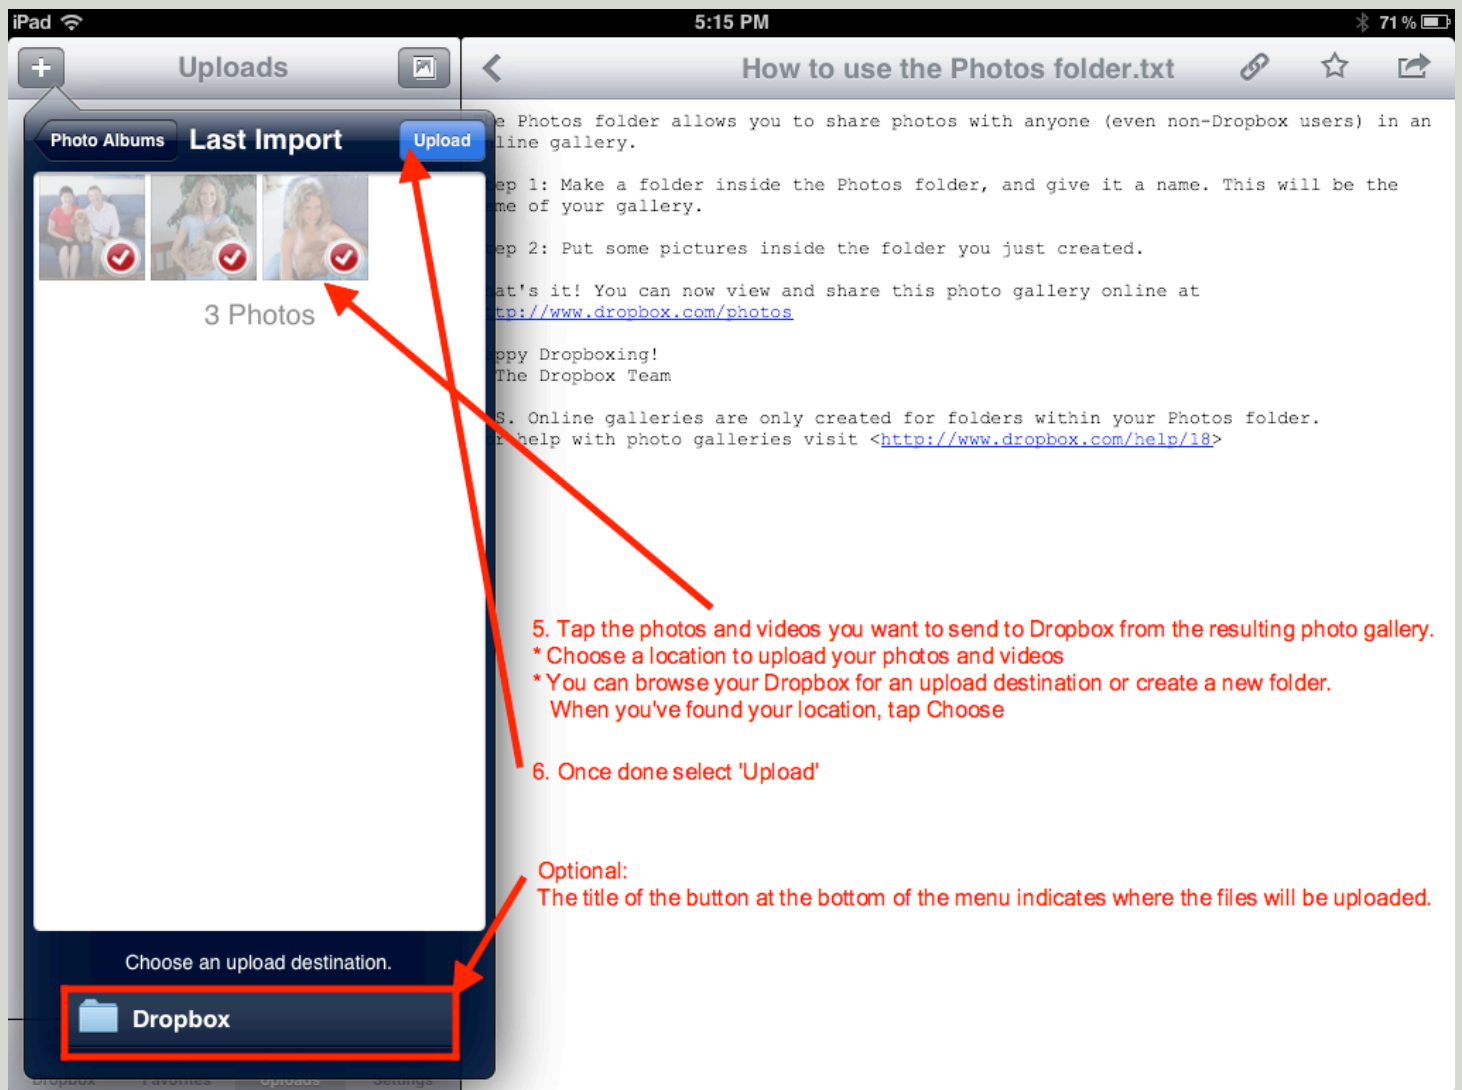 iPad 5:15 PM 71 %
Uploads
How to use the Photos folder.txt
Photo Albums Last Import Upload
3 Photos
e Photos folder allows you to share photos with anyone (even non-Dropbox users) in an
line gallery.
ep 1: Make a folder inside the Photos folder, and give it a name. This will be the
me of your gallery.
ep 2: Put some pictures inside the folder you just created.
at's it! You can now view and share this photo gallery online at
tp://www.dropbox.com/photos
ppy Dropboxing!
The Dropbox Team
S. Online galleries are only created for folders within your Photos folder.
r help with photo galleries visit <http://www.dropbox.com/help/18>
5. Tap the photos and videos you want to send to Dropbox from the resulting photo gallery.
* Choose a location to upload your photos and videos
* You can browse your Dropbox for an upload destination or create a new folder.
When you've found your location, tap Choose
6. Once done select 'Upload'
Optional:
The title of the button at the bottom of the menu indicates where the files will be uploaded.
Choose an upload destination.
Dropbox
Dropbox Favorites Uploads Settings